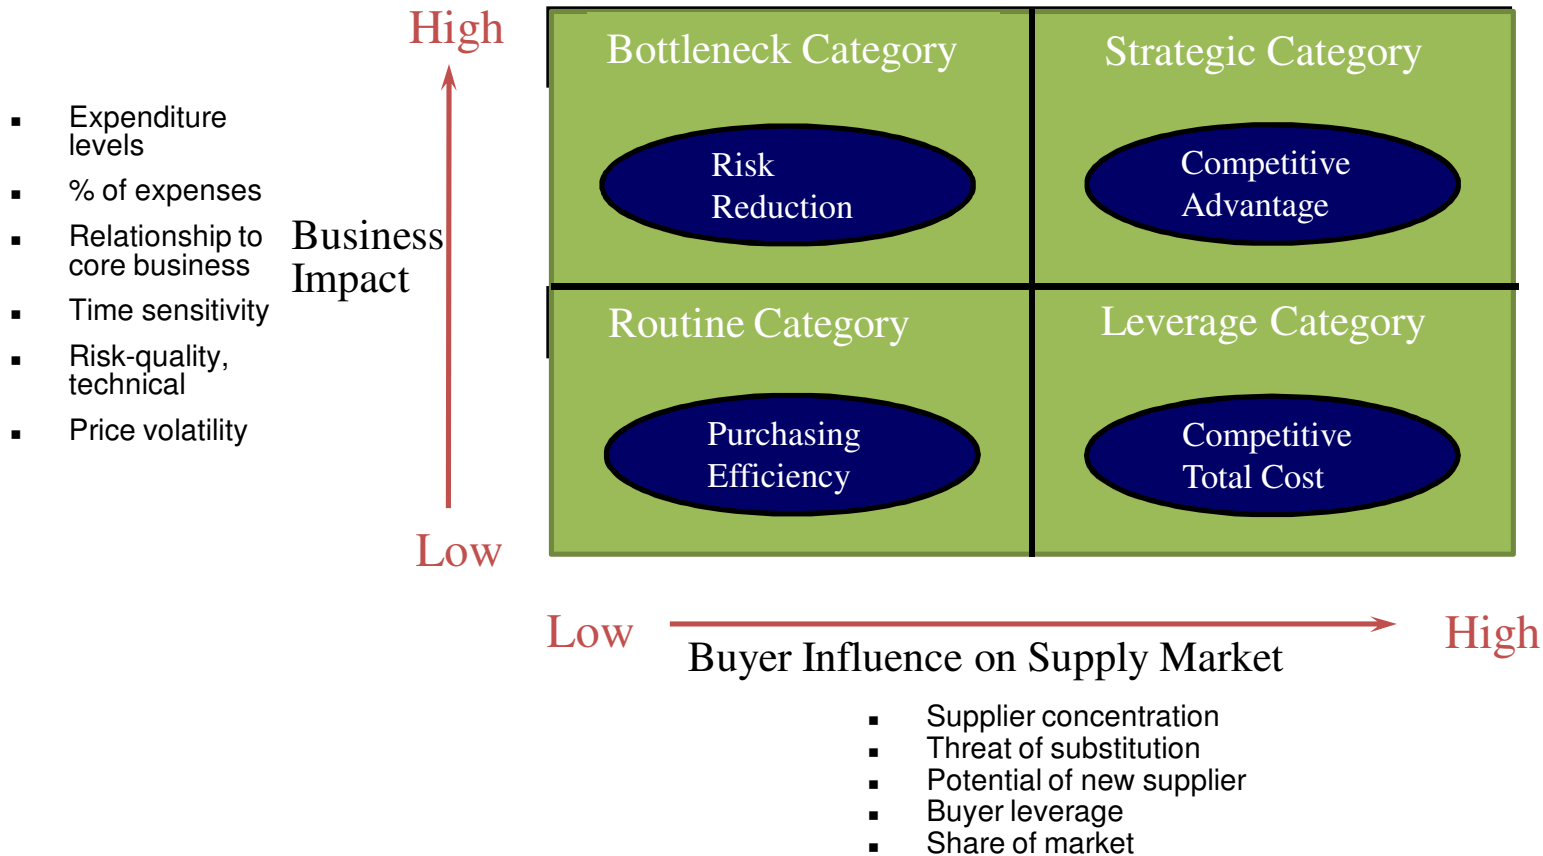 High
▪ Expenditure
levels
▪ % of expenses
▪ Relationship to
core business
▪ Time sensitivity
▪ Risk-quality,
technical
▪ Price volatility
Business
Impact
Low
Bottleneck Category
Risk
Reduction
Strategic Category
Competitive
Advantage
Routine Category
Purchasing
Efficiency
Leverage Category
Competitive
Total Cost
Low
High
Buyer Influence on Supply Market
▪ Supplier concentration
▪ Threat of substitution
▪ Potential of new supplier
▪ Buyer leverage
▪ Share of market